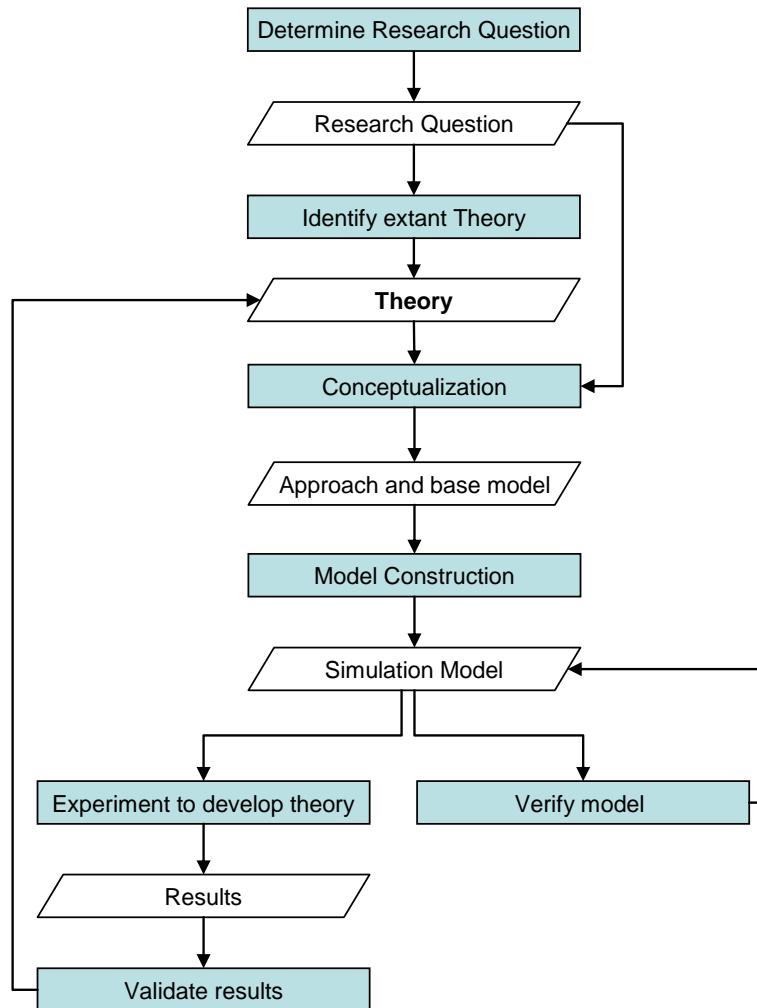 Determine Research Question
Research Question
Identify extant Theory
Theory
Conceptualization
Approach and base model
Model Construction
Simulation Model
Experiment to develop theory
Verify model
Results
Validate results